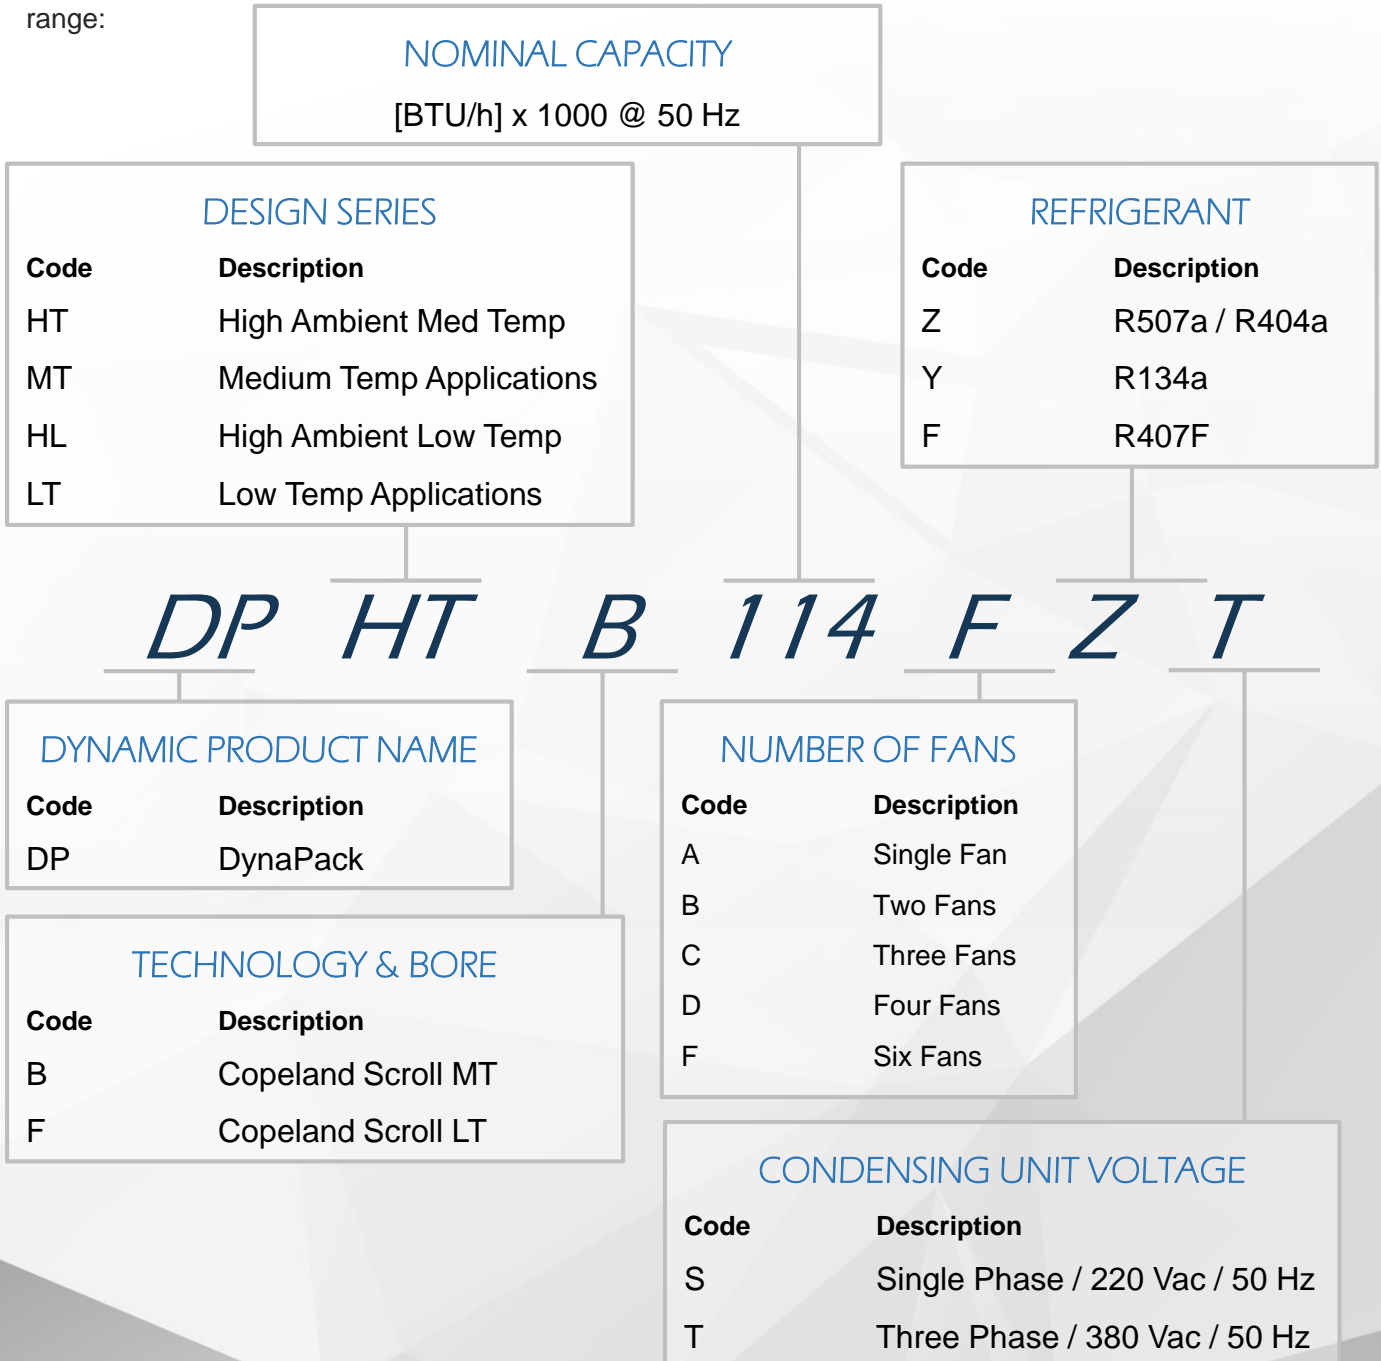 range:
NOMINAL CAPACITY
[BTU/h] x 1000 @ 50 Hz
DESIGN SERIES
Code Description
HT High Ambient Med Temp
MT Medium Temp Applications
HL High Ambient Low Temp
LT Low Temp Applications
REFRIGERANT
Code Description
Z R507a / R404a
Y R134a
F R407F
DP HT B 114 F Z T
DYNAMIC PRODUCT NAME
Code Description
DP DynaPack
TECHNOLOGY & BORE
Code Description
B Copeland Scroll MT
F Copeland Scroll LT
NUMBER OF FANS
Code Description
A Single Fan
B Two Fans
C Three Fans
D Four Fans
F Six Fans
CONDENSING UNIT VOLTAGE
Code Description
S Single Phase / 220 Vac / 50 Hz
T Three Phase / 380 Vac / 50 Hz